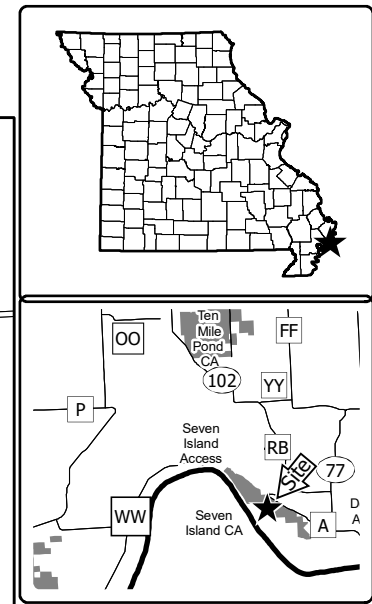 Ten
Mile
Pond
CA
OO
FF
102
YY
P
Seven
Island
Access
RB
Site
77
WW
Seven
Island CA
A
D
A